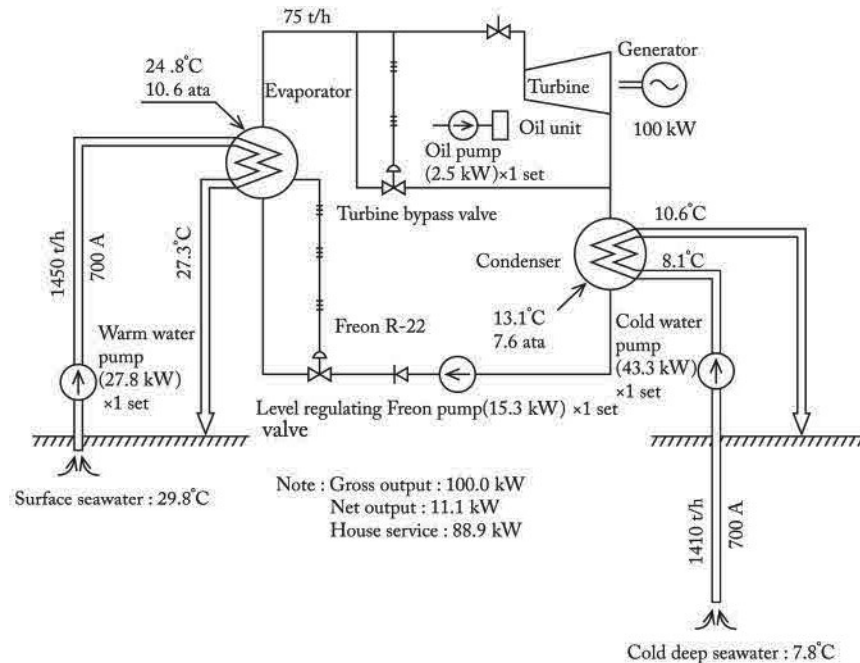 75 t/h
24 .8°C
10. 6 ata
Evaporator
Generator
Turbine
100 kW
Oil unit
Oil pump
(2.5 kW)×1 set
Turbine bypass valve
1450 t/h
700 A
27.3°C
10.6°C
8.1°C
Condenser
13.1°C
7.6 ata
Warm water
pump
(27.8 kW)
×1 set
Freon R-22
Cold water
pump
(43.3 kW)
×1 set
Level regulating Freon pump(15.3 kW) ×1 set
valve
Surface seawater : 29.8°C
Note : Gross output : 100.0 kW
Net output : 11.1 kW
House service : 88.9 kW
1410 t/h
700 A
Cold deep seawater : 7.8°C